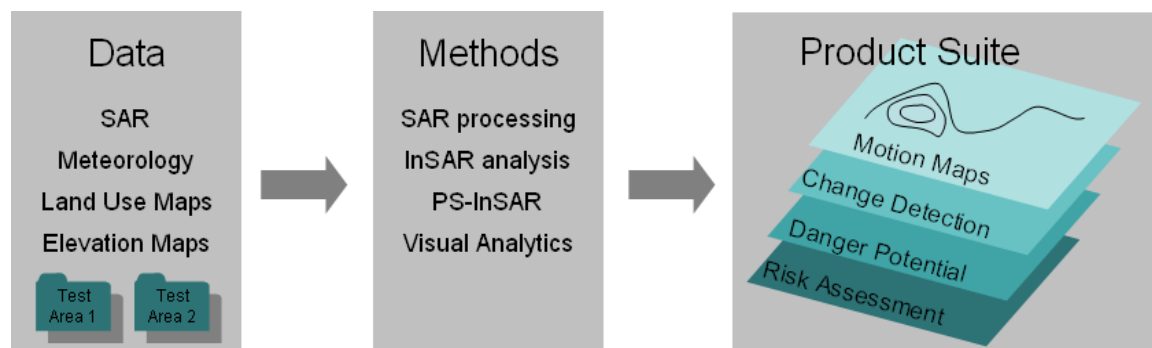 Data
SAR
Meteorology
Land Use Maps
Elevation Maps
Test
Area 1
Test
Area 2
Methods
SAR processing
InSAR analysis
PS-InSAR
Visual Analytics
Product Suite
Motion Maps
Change Detection
Danger Potential
Risk Assessment